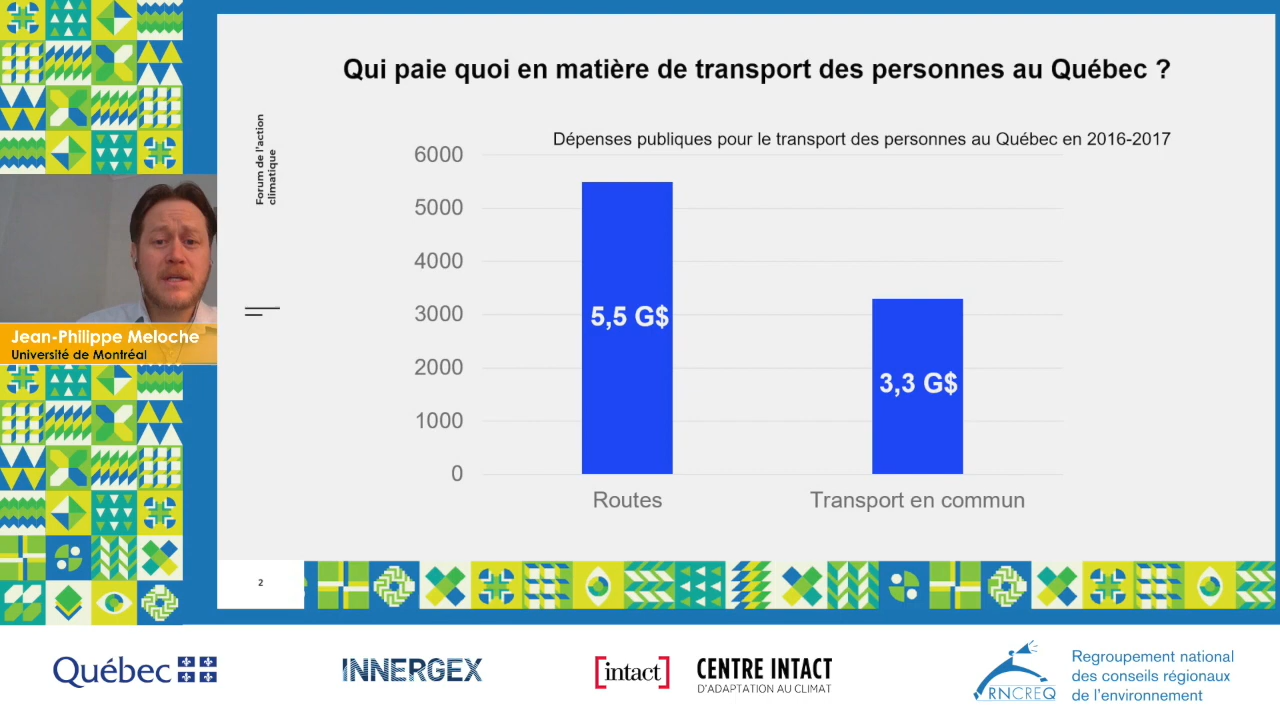 Qui paie quoi en matière de transport des personnes au Québec ?
Forum de l'action
climatique
Dépenses publiques pour le transport des personnes au Québec en 2016-2017
6000
5000
4000
3000
2000
1000
0
5,5 G$
3,3 G$
Routes
Transport en commun
Jean-Philippe Meloche
Université de Montréal
2
Québec
INNERGEX
[intact]
CENTRE INTACT
D'ADAPTATION AU CLIMAT
RNCREQ
Regroupement national
des conseils régionaux
de l'environnement